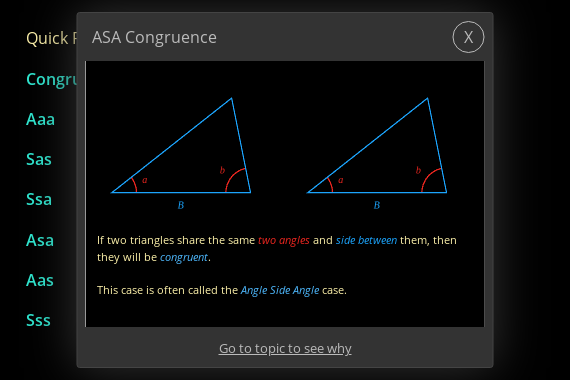 Quick
ASA Congruence
X
Congru
Aaa
Sas
Ssa
Asa
Aas
Sss
a
b
B
a
b
B
If two triangles share the same two angles and side between them, then
they will be congruent.
This case is often called the Angle Side Angle case.
Go to topic to see why